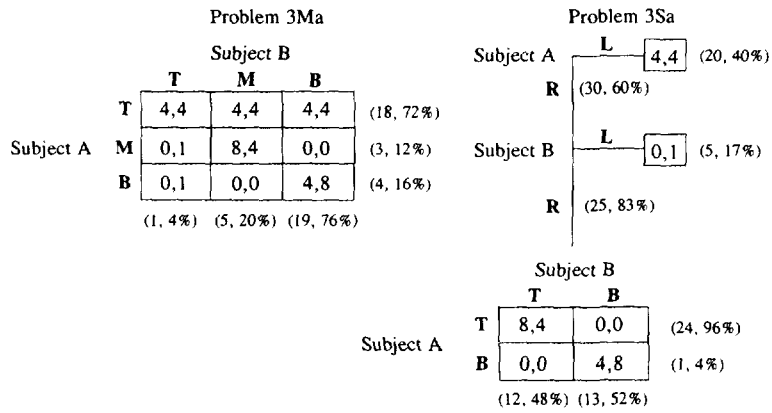 Problem 3Ma
Subject B
T M B
T 4,4 4,4 4,4 (18, 72%)
Subject A M 0,1 8,4 0,0 (3, 12%)
B 0,1 0,0 4,8 (4, 16%)
(1, 4%) (5, 20%) (19, 76%)
Problem 3Sa
Subject A L 4,4 (20, 40%)
R (30, 60%)
Subject B L 0,1 (5, 17%)
R (25, 83%)
Subject B
T B
T 8,4 0,0 (24, 96%)
Subject A
B 0,0 4,8 (1, 4%)
(12, 48%) (13, 52%)